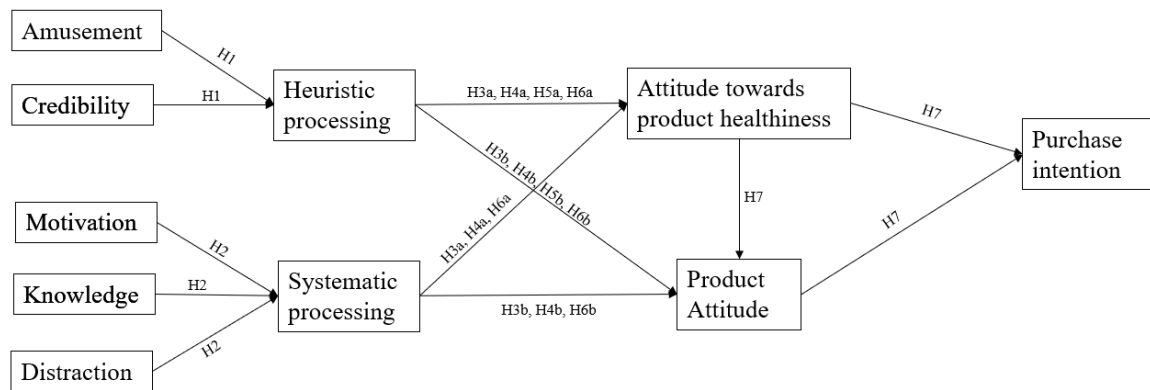 Amusement
H1
Credibility
H1
Heuristic
processing
H3a, H4a, H5a, H6a
Attitude towards
product healthiness
H7
Purchase
intention
H3b, H4b, H5b, H6b
H3a, H4a, H6a
H7
H7
Motivation
H2
Knowledge
H2
Systematic
processing
H3b, H4b, H6b
Product
Attitude
Distraction
H2